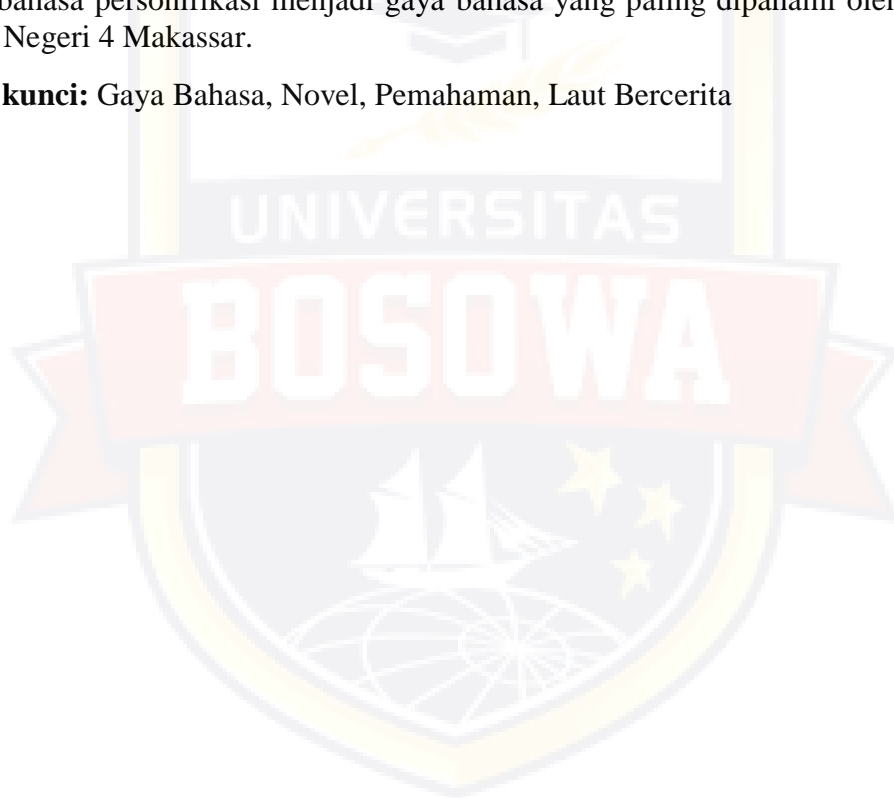 bahasa personifikasi menjadi gaya bahasa yang paling dipahami oleh
Negeri 4 Makassar.
kunci: Gaya Bahasa, Novel, Pemahaman, Laut Bercerita
UNIVERSITAS
BOSOWA